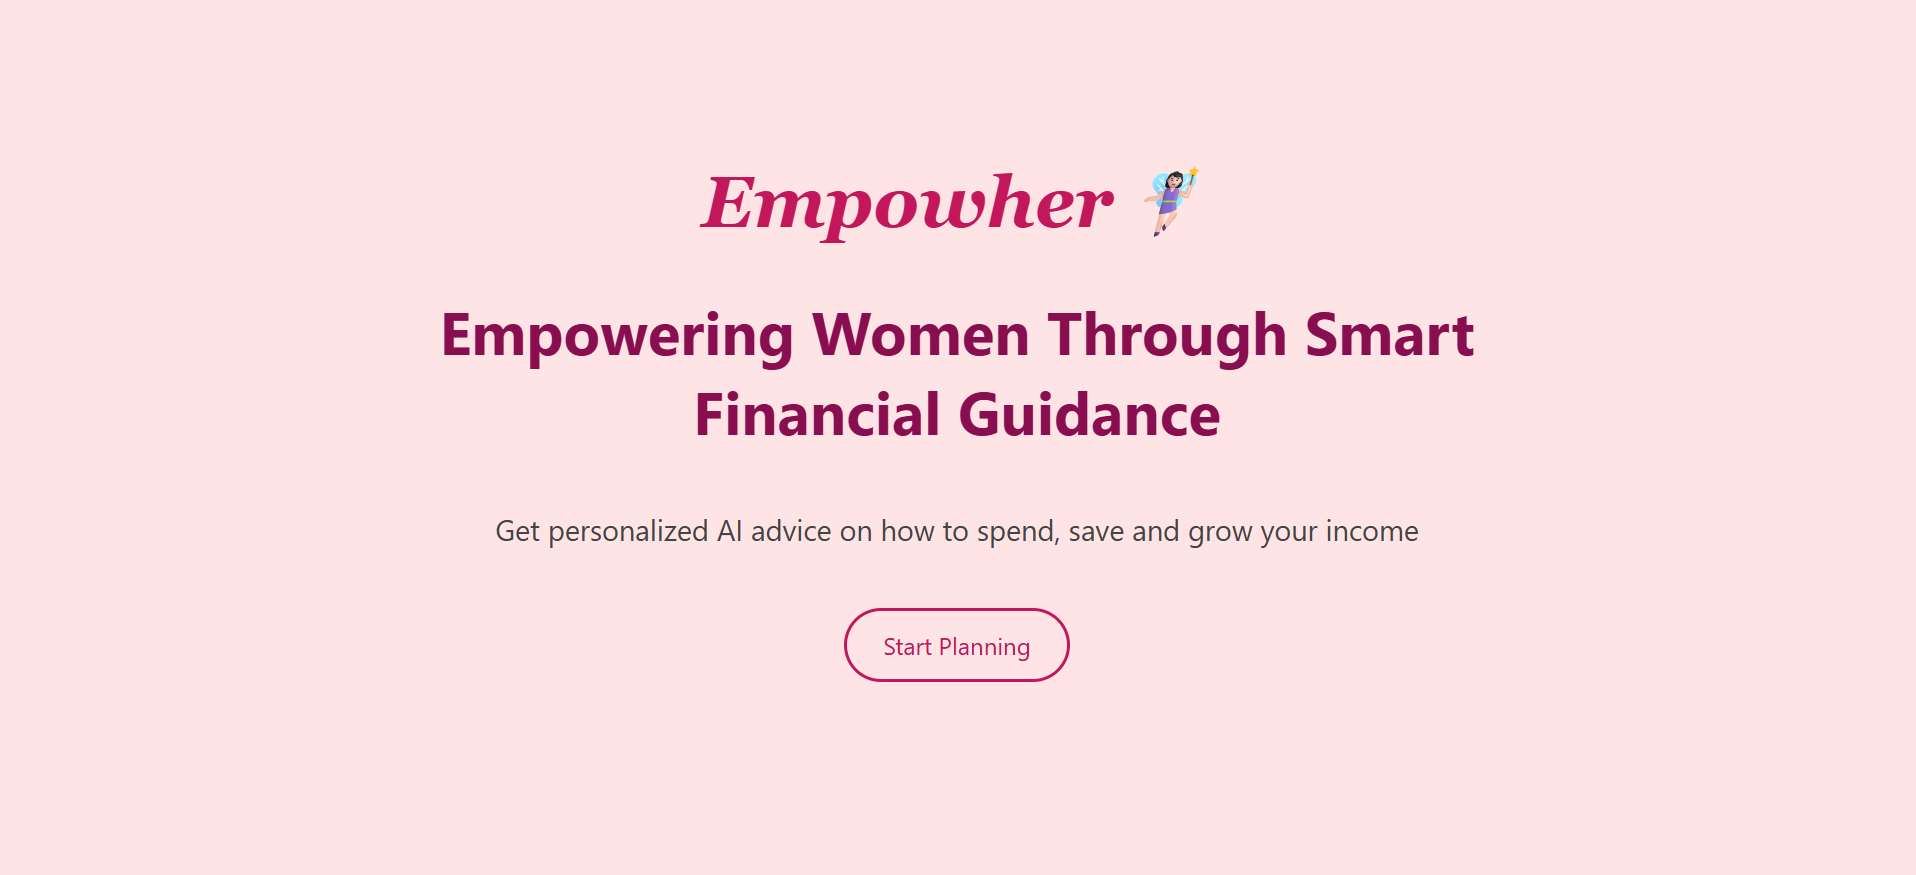 Empowher
Empowering Women Through Smart
Financial Guidance
Get personalized AI advice on how to spend, save and grow your income
Start Planning